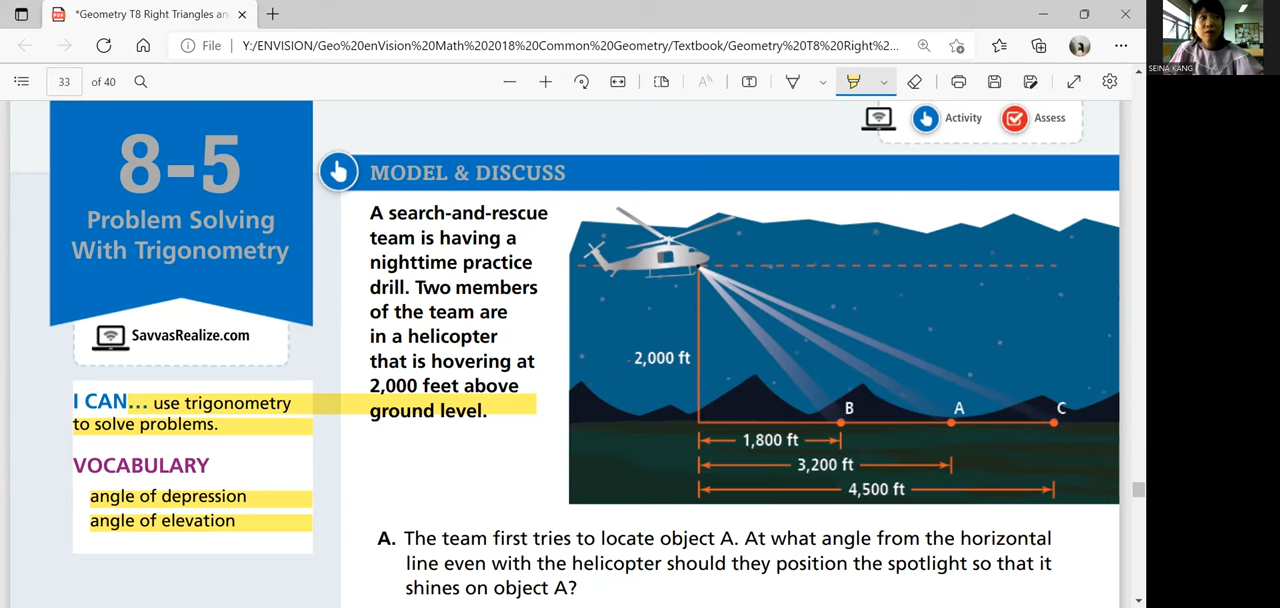 *Geometry T8 Right Triangles an
File
Y:/ENVISION/Geo%20enVision%20Math%202018%20Common%20Geometry/Textbook/Geometry%20T8%20Right%2...
33
of 40
SEINA KANG
8-5
Problem Solving
With Trigonometry
SavvasRealize.com
I CAN... use trigonometry
to solve problems.
VOCABULARY
angle of depression
angle of elevation
Activity
Assess
MODEL & DISCUSS
A search-and-rescue
team is having a
nighttime practice
drill. Two members
of the team are
in a helicopter
that is hovering at
2,000 feet above
ground level.
2,000 ft
B
A
C
1,800 ft
3,200 ft
4,500 ft
A. The team first tries to locate object A. At what angle from the horizontal
line even with the helicopter should they position the spotlight so that it
shines on object A?